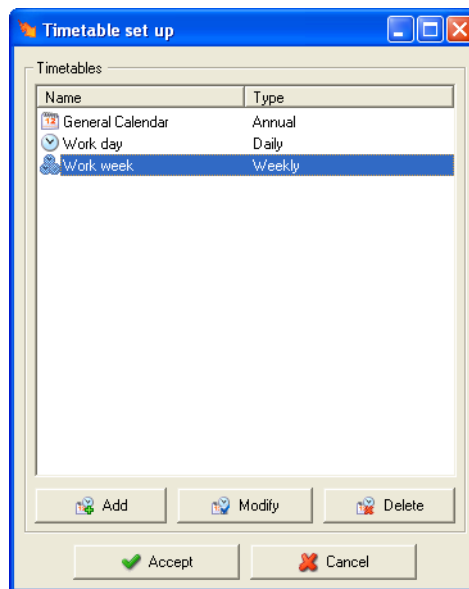 Timetable set up
Timetables
Name Type
12 General Calendar Annual
Work day Daily
Work week Weekly
Add Modify Delete
Accept Cancel